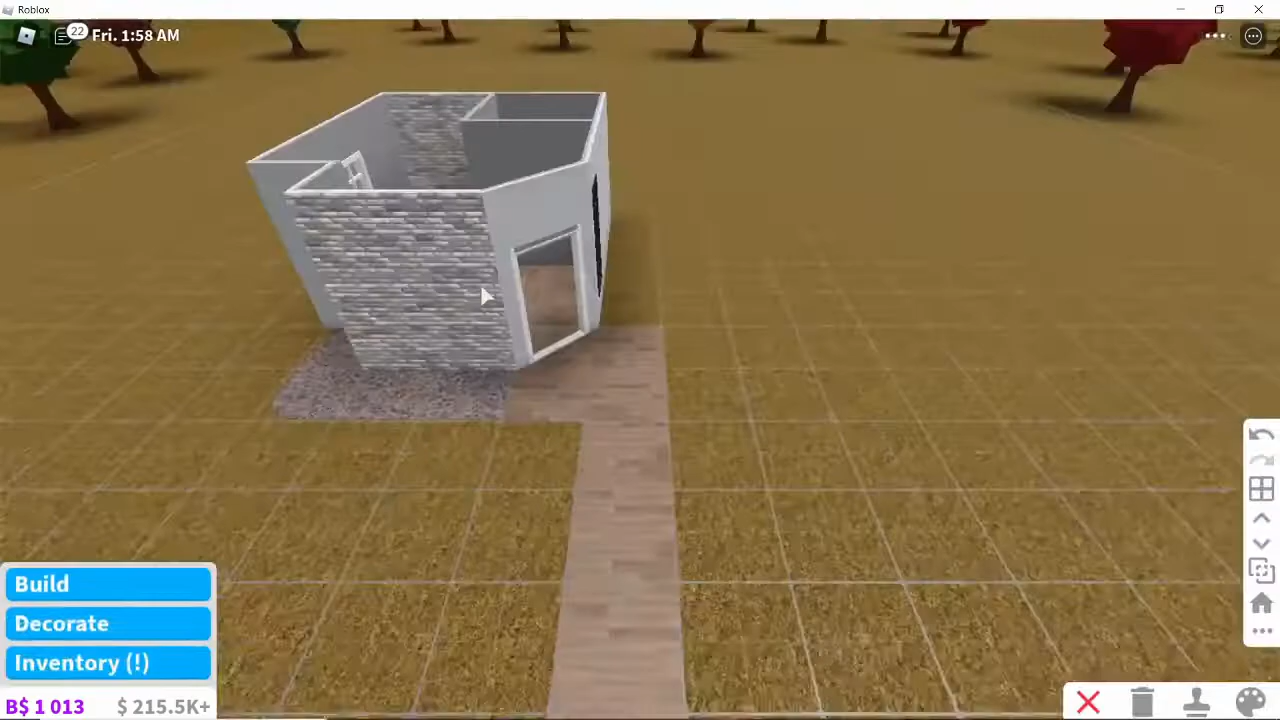 Roblox
22
Fri. 1:58 AM
Build
Decorate
Inventory (!)
B$ 1 013
$ 215.5K+